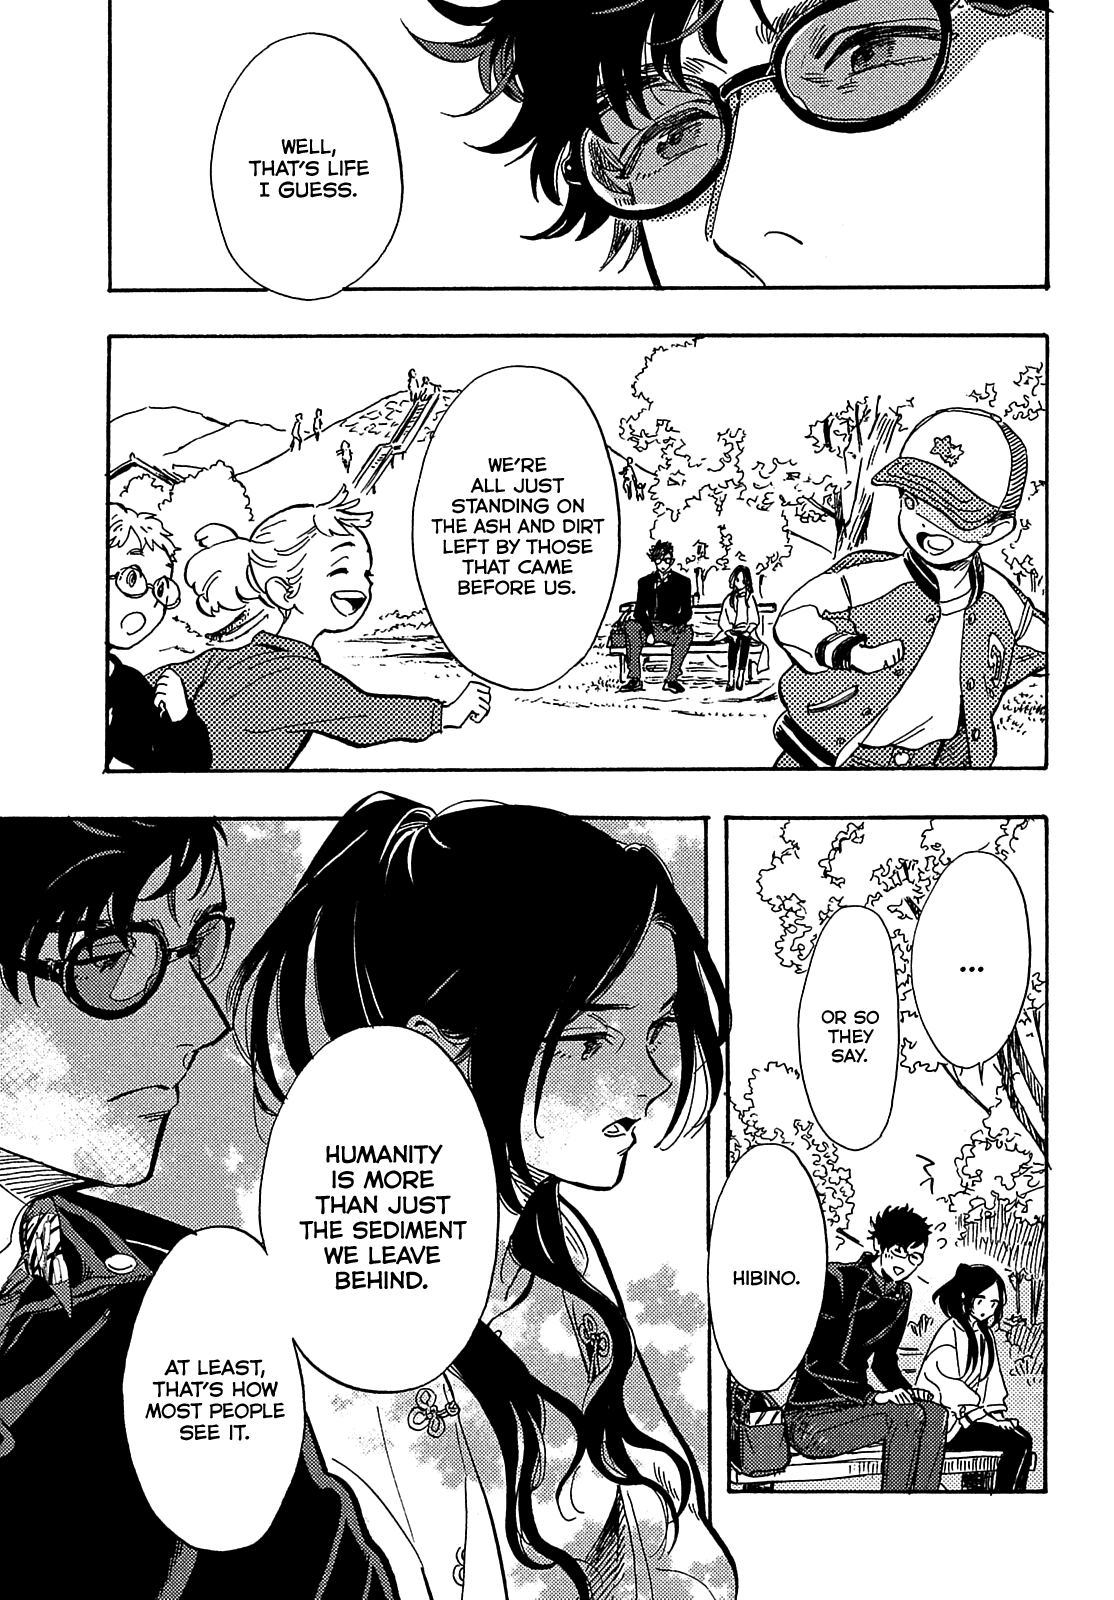 WELL,
THAT'S LIFE
I GUESS.
WE'RE
ALL JUST
STANDING ON
THE ASH AND DIRT
LEFT BY THOSE
THAT CAME
BEFORE US.
...
OR SO
THEY
SAY.
HIBINO.
HUMANITY
IS MORE
THAN JUST
THE SEDIMENT
WE LEAVE
BEHIND.
AT LEAST,
THAT'S HOW
MOST PEOPLE
SEE IT.